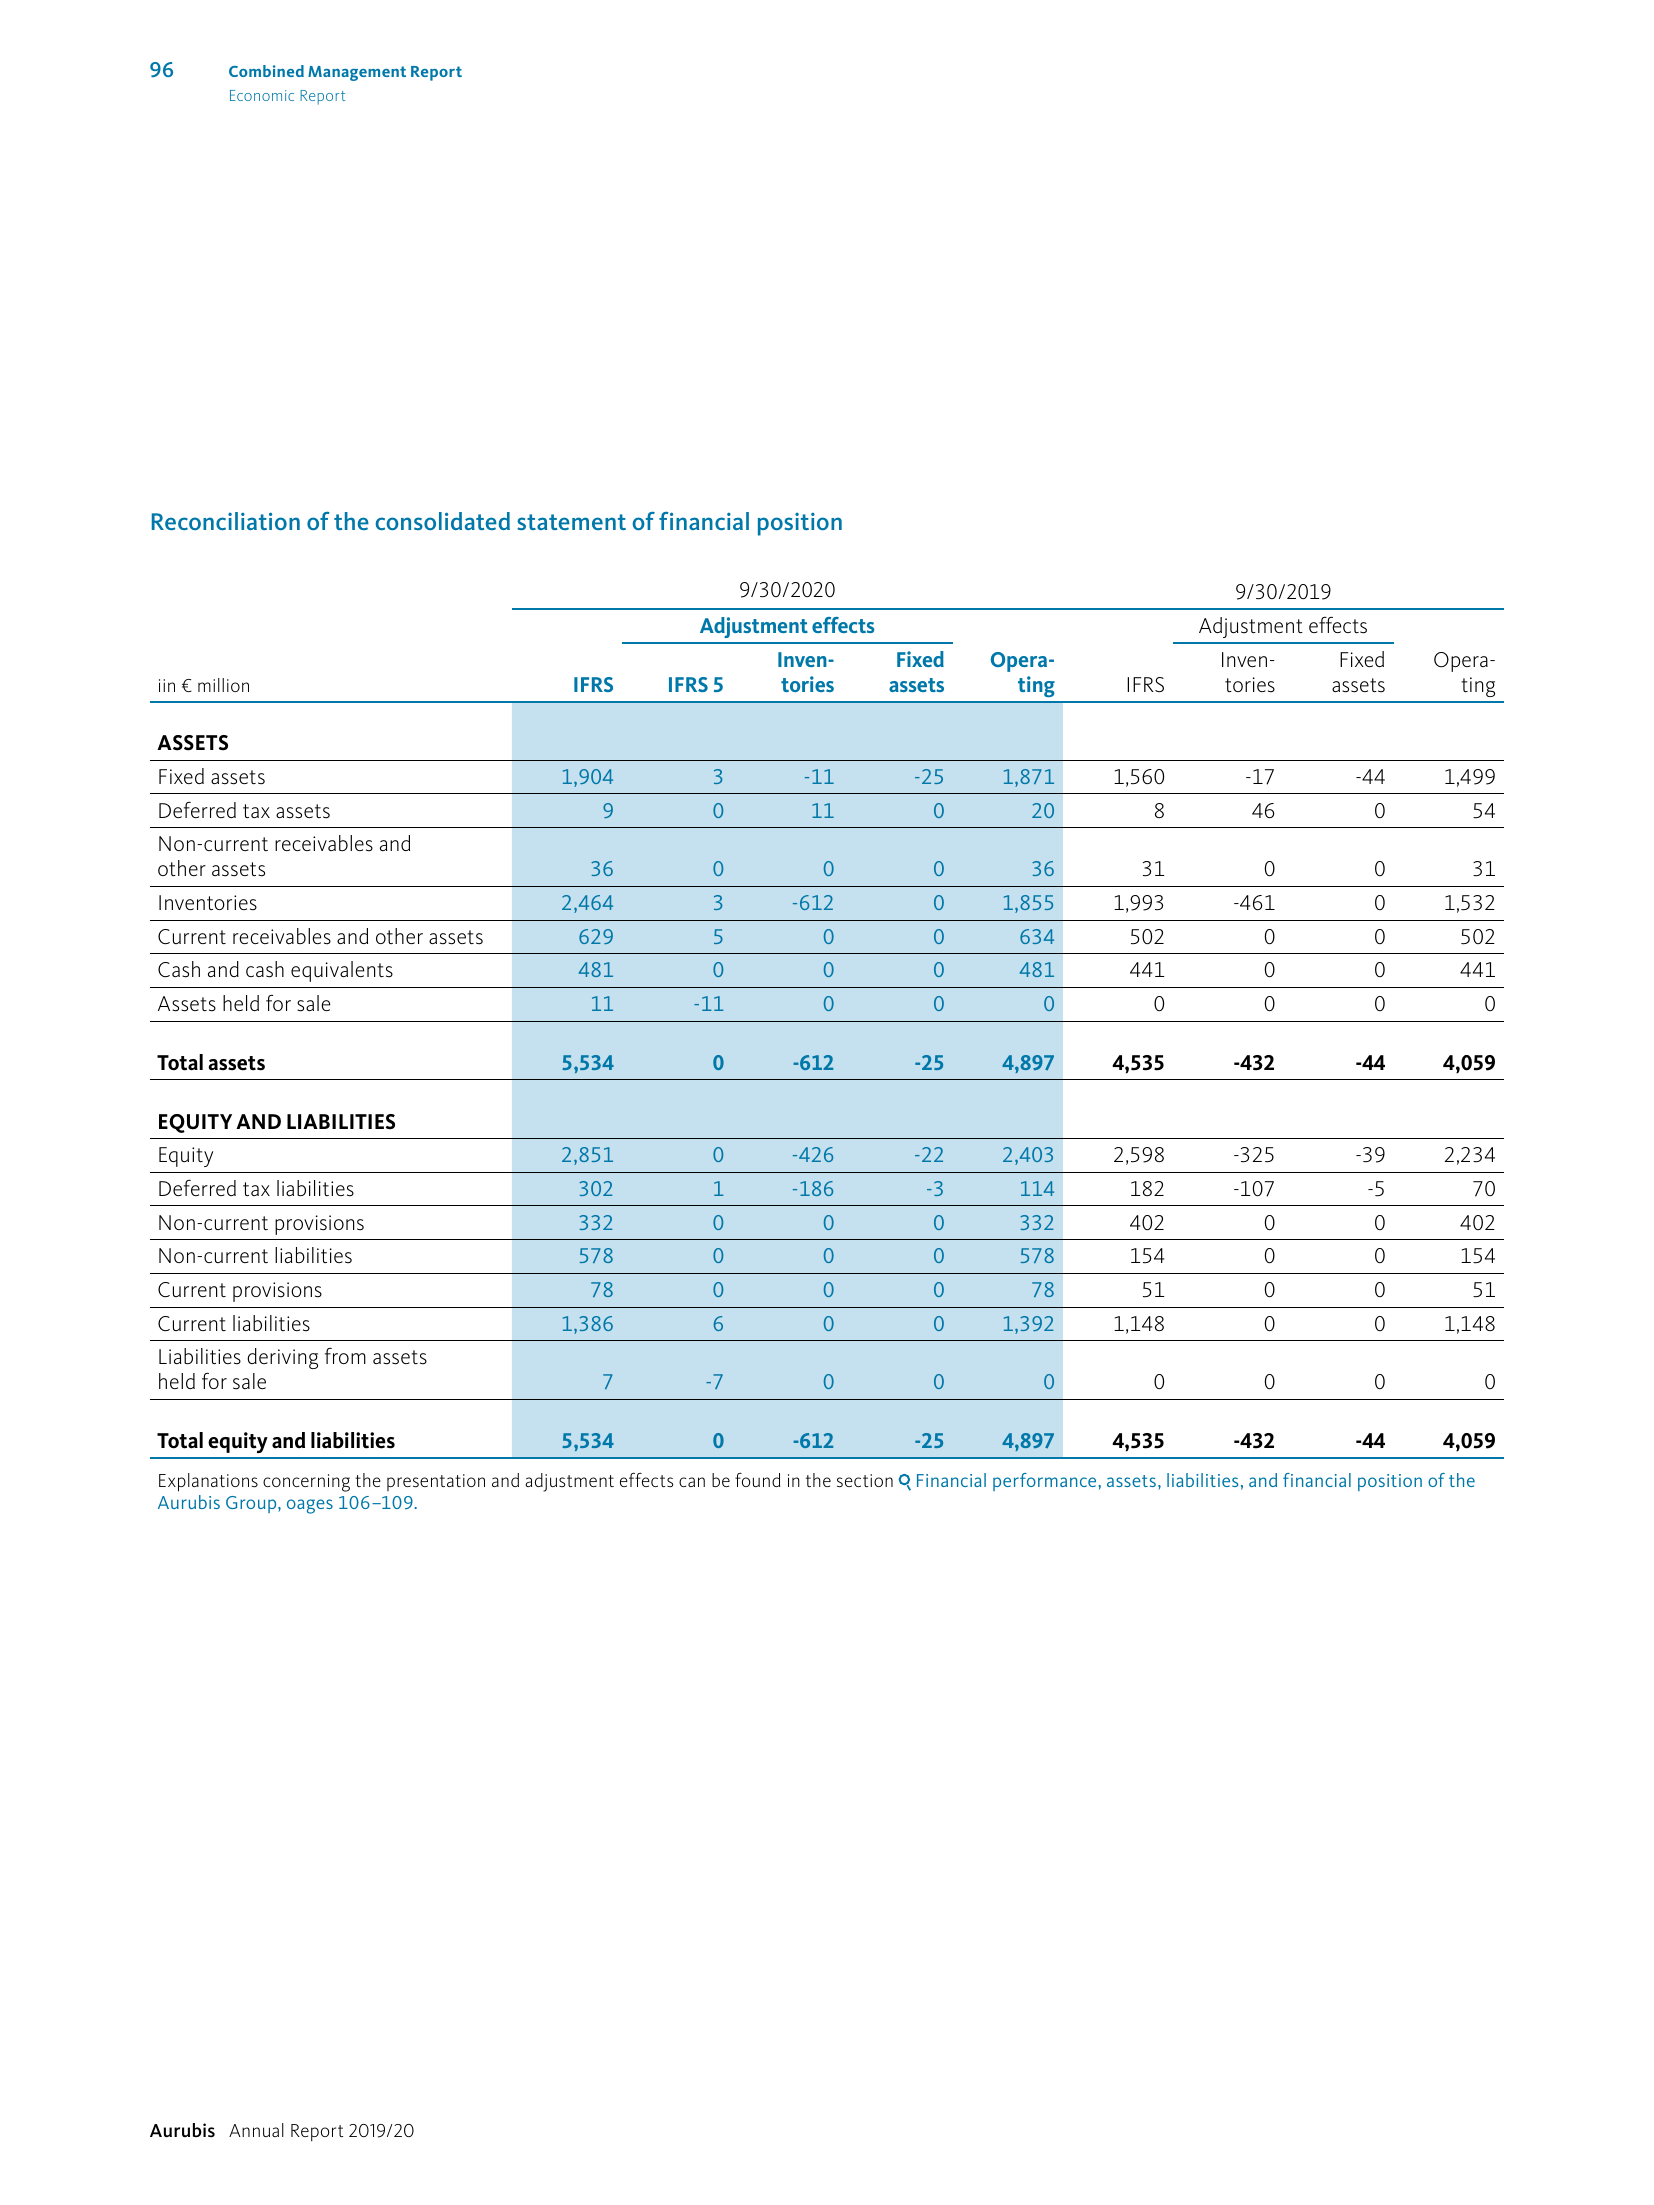 96 Combined Management Report
Economic Report
Reconciliation of the consolidated statement of financial position
9/30/2020 9/30/2019
Adjustment effects Adjustment effects
iin € million IFRS IFRS 5 Inven-tories Fixed assets Opera-ting IFRS Inven-tories Fixed assets Opera-ting
ASSETS
Fixed assets 1,904 3 -11 -25 1,871 1,560 -17 -44 1,499
Deferred tax assets 9 0 11 0 20 8 46 0 54
Non-current receivables and
other assets 36 0 0 0 36 31 0 0 31
Inventories 2,464 3 -612 0 1,855 1,993 -461 0 1,532
Current receivables and other assets 629 5 0 0 634 502 0 0 502
Cash and cash equivalents 481 0 0 0 481 441 0 0 441
Assets held for sale 11 -11 0 0 0 0 0 0 0
Total assets 5,534 0 -612 -25 4,897 4,535 -432 -44 4,059
EQUITY AND LIABILITIES
Equity 2,851 0 -426 -22 2,403 2,598 -325 -39 2,234
Deferred tax liabilities 302 1 -186 -3 114 182 -107 -5 70
Non-current provisions 332 0 0 0 332 402 0 0 402
Non-current liabilities 578 0 0 0 578 154 0 0 154
Current provisions 78 0 0 0 78 51 0 0 51
Current liabilities 1,386 6 0 0 1,392 1,148 0 0 1,148
Liabilities deriving from assets
held for sale 7 -7 0 0 0 0 0 0 0
Total equity and liabilities 5,534 0 -612 -25 4,897 4,535 -432 -44 4,059
Explanations concerning the presentation and adjustment effects can be found in the section Financial performance, assets, liabilities, and financial position of the
Aurubis Group, oages 106–109.
Aurubis Annual Report 2019/20